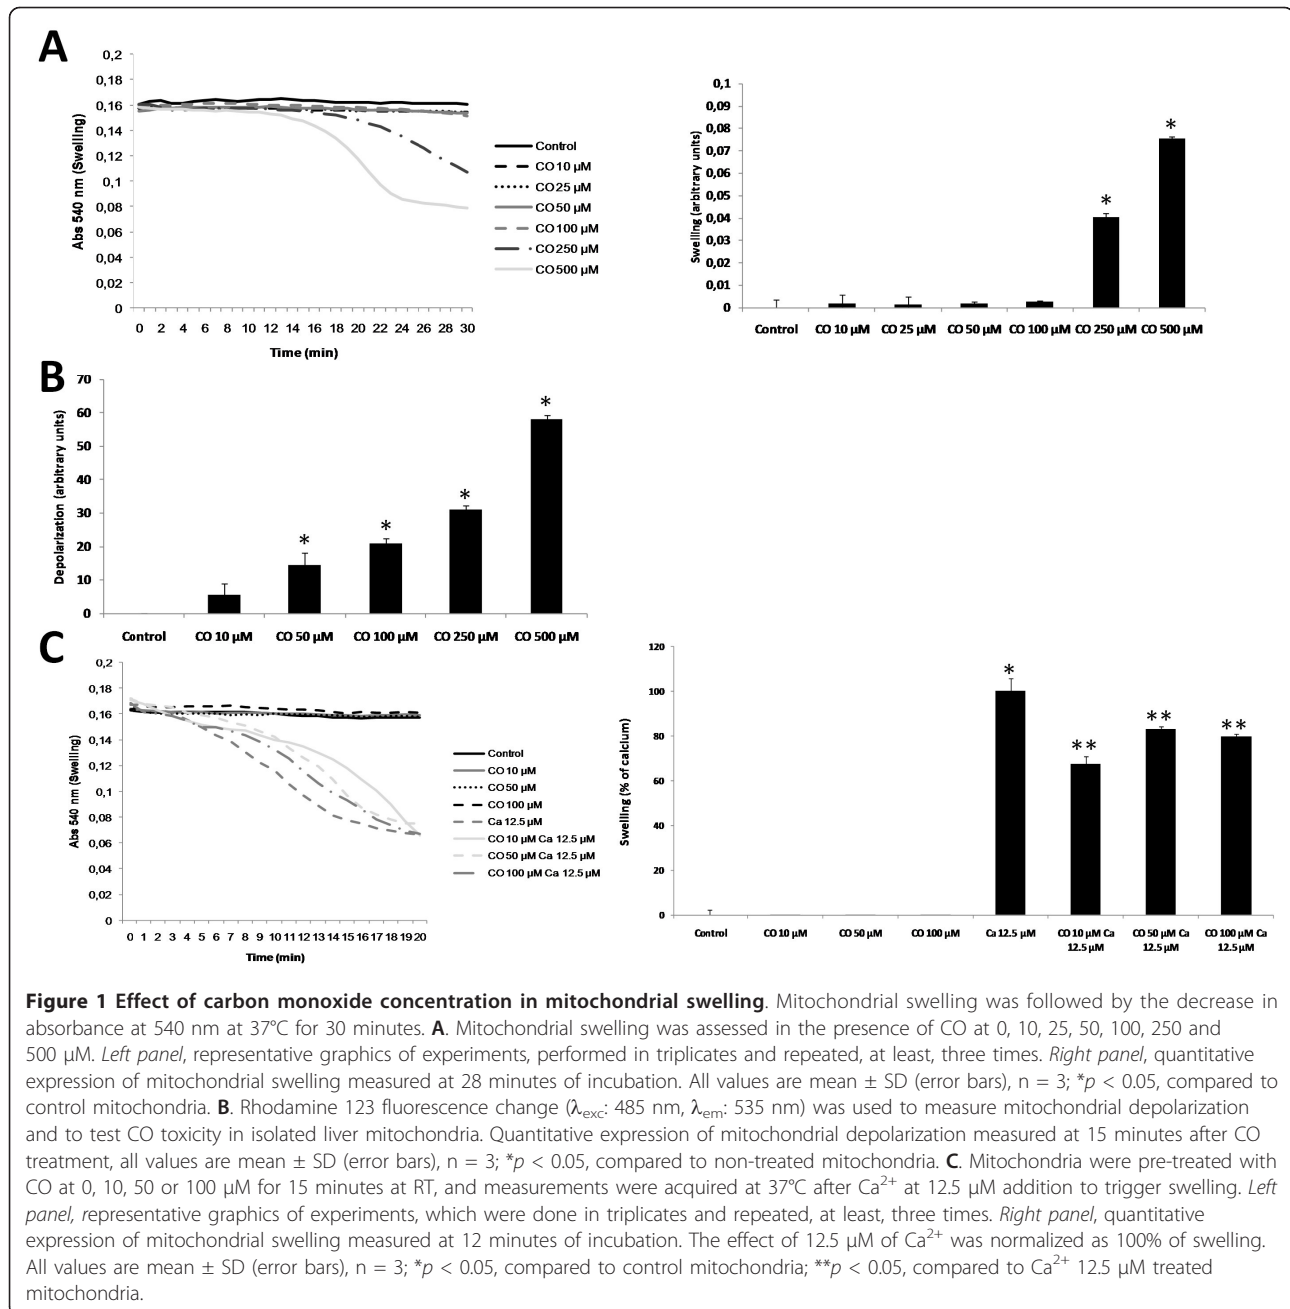 A
0,2
0,18
0,16
0,14
0,12
0,1
0,08
0,06
0,04
0,02
0
Abs 540 nm (Swelling)
0 2 4 6 8 10 12 14 16 18 20 22 24 26 28 30
Time (min)
Control
CO 10 µM
CO 25 µM
CO 50 µM
CO 100 µM
CO 250 µM
CO 500 µM
0,1
0,09
0,08
0,07
0,06
0,05
0,04
0,03
0,02
0,01
0
Swelling (arbitrary units)
* *
Control CO 10 µM CO 25 µM CO 50 µM CO 100 µM CO 250 µM CO 500 µM
B
70
60
50
40
30
20
10
0
Depolarization (arbitrary units)
* * * *
Control CO 10 µM CO 50 µM CO 100 µM CO 250 µM CO 500 µM
C
0,2
0,18
0,16
0,14
0,12
0,1
0,08
0,06
0,04
0,02
0
Abs 540 nm (Swelling)
0 1 2 3 4 5 6 7 8 9 10 11 12 13 14 15 16 17 18 19 20
Time (min)
Control
CO 10 µM
CO 50 µM
CO 100 µM
Ca 12.5 µM
CO 10 µM Ca 12.5 µM
CO 50 µM Ca 12.5 µM
CO 100 µM Ca 12.5 µM
120
100
80
60
40
20
0
Swelling (% of calcium)
* ** ** **
Control CO 10 µM CO 50 µM CO 100 µM Ca 12.5 µM CO 10 µM Ca CO 50 µM Ca CO 100 µM Ca
12.5 µM 12.5 µM 12.5 µM
Figure 1 Effect of carbon monoxide concentration in mitochondrial swelling. Mitochondrial swelling was followed by the decrease in
absorbance at 540 nm at 37°C for 30 minutes. A. Mitochondrial swelling was assessed in the presence of CO at 0, 10, 25, 50, 100, 250 and
500 μM. Left panel, representative graphics of experiments, performed in triplicates and repeated, at least, three times. Right panel, quantitative
expression of mitochondrial swelling measured at 28 minutes of incubation. All values are mean ± SD (error bars), n = 3; *p < 0.05, compared to
control mitochondria. B. Rhodamine 123 fluorescence change (λexc: 485 nm, λem: 535 nm) was used to measure mitochondrial depolarization
and to test CO toxicity in isolated liver mitochondria. Quantitative expression of mitochondrial depolarization measured at 15 minutes after CO
treatment, all values are mean ± SD (error bars), n = 3; *p < 0.05, compared to non-treated mitochondria. C. Mitochondria were pre-treated with
CO at 0, 10, 50 or 100 μM for 15 minutes at RT, and measurements were acquired at 37°C after Ca²⁺ at 12.5 μM addition to trigger swelling. Left
panel, representative graphics of experiments, which were done in triplicates and repeated, at least, three times. Right panel, quantitative
expression of mitochondrial swelling measured at 12 minutes of incubation. The effect of 12.5 μM of Ca²⁺ was normalized as 100% of swelling.
All values are mean ± SD (error bars), n = 3; *p < 0.05, compared to control mitochondria; **p < 0.05, compared to Ca²⁺ 12.5 μM treated
mitochondria.